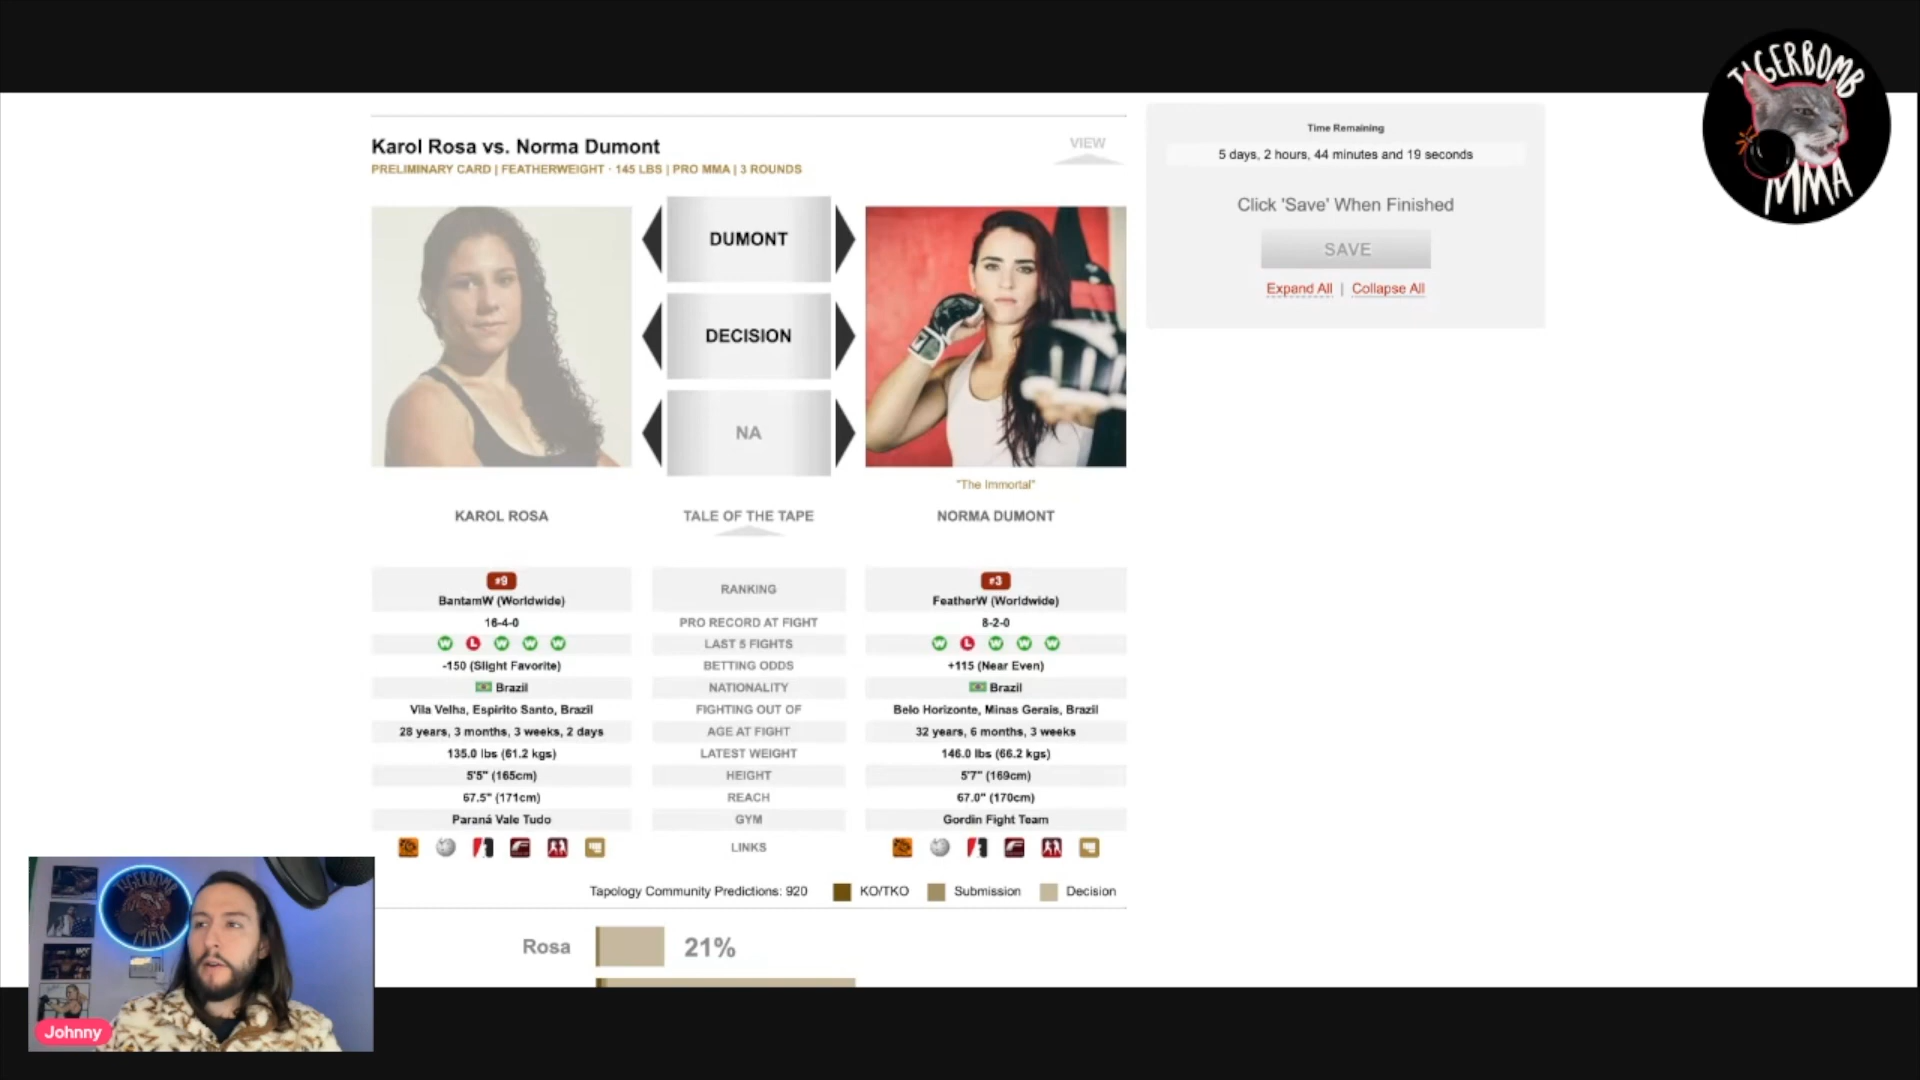 TIGERBOMB
MMA
Karol Rosa vs. Norma Dumont
VIEW
PRELIMINARY CARD | FEATHERWEIGHT · 145 LBS | PRO MMA | 3 ROUNDS
Time Remaining
5 days, 2 hours, 44 minutes and 19 seconds
Click 'Save' When Finished
SAVE
Expand All | Collapse All
DUMONT
DECISION
NA
"The Immortal"
KAROL ROSA TALE OF THE TAPE NORMA DUMONT
#9 #3
BantamW (Worldwide) RANKING FeatherW (Worldwide)
16-4-0 PRO RECORD AT FIGHT 8-2-0
W L W W W LAST 5 FIGHTS W L W W W
-150 (Slight Favorite) BETTING ODDS +115 (Near Even)
Brazil NATIONALITY Brazil
Vila Velha, Espirito Santo, Brazil FIGHTING OUT OF Belo Horizonte, Minas Gerais, Brazil
28 years, 3 months, 3 weeks, 2 days AGE AT FIGHT 32 years, 6 months, 3 weeks
135.0 lbs (61.2 kgs) LATEST WEIGHT 146.0 lbs (66.2 kgs)
5'5" (165cm) HEIGHT 5'7" (169cm)
67.5" (171cm) REACH 67.0" (170cm)
Paraná Vale Tudo GYM Gordin Fight Team
LINKS
Tapology Community Predictions: 920 KO/TKO Submission Decision
Rosa 21%
TIGERBOMB
MMA
Johnny